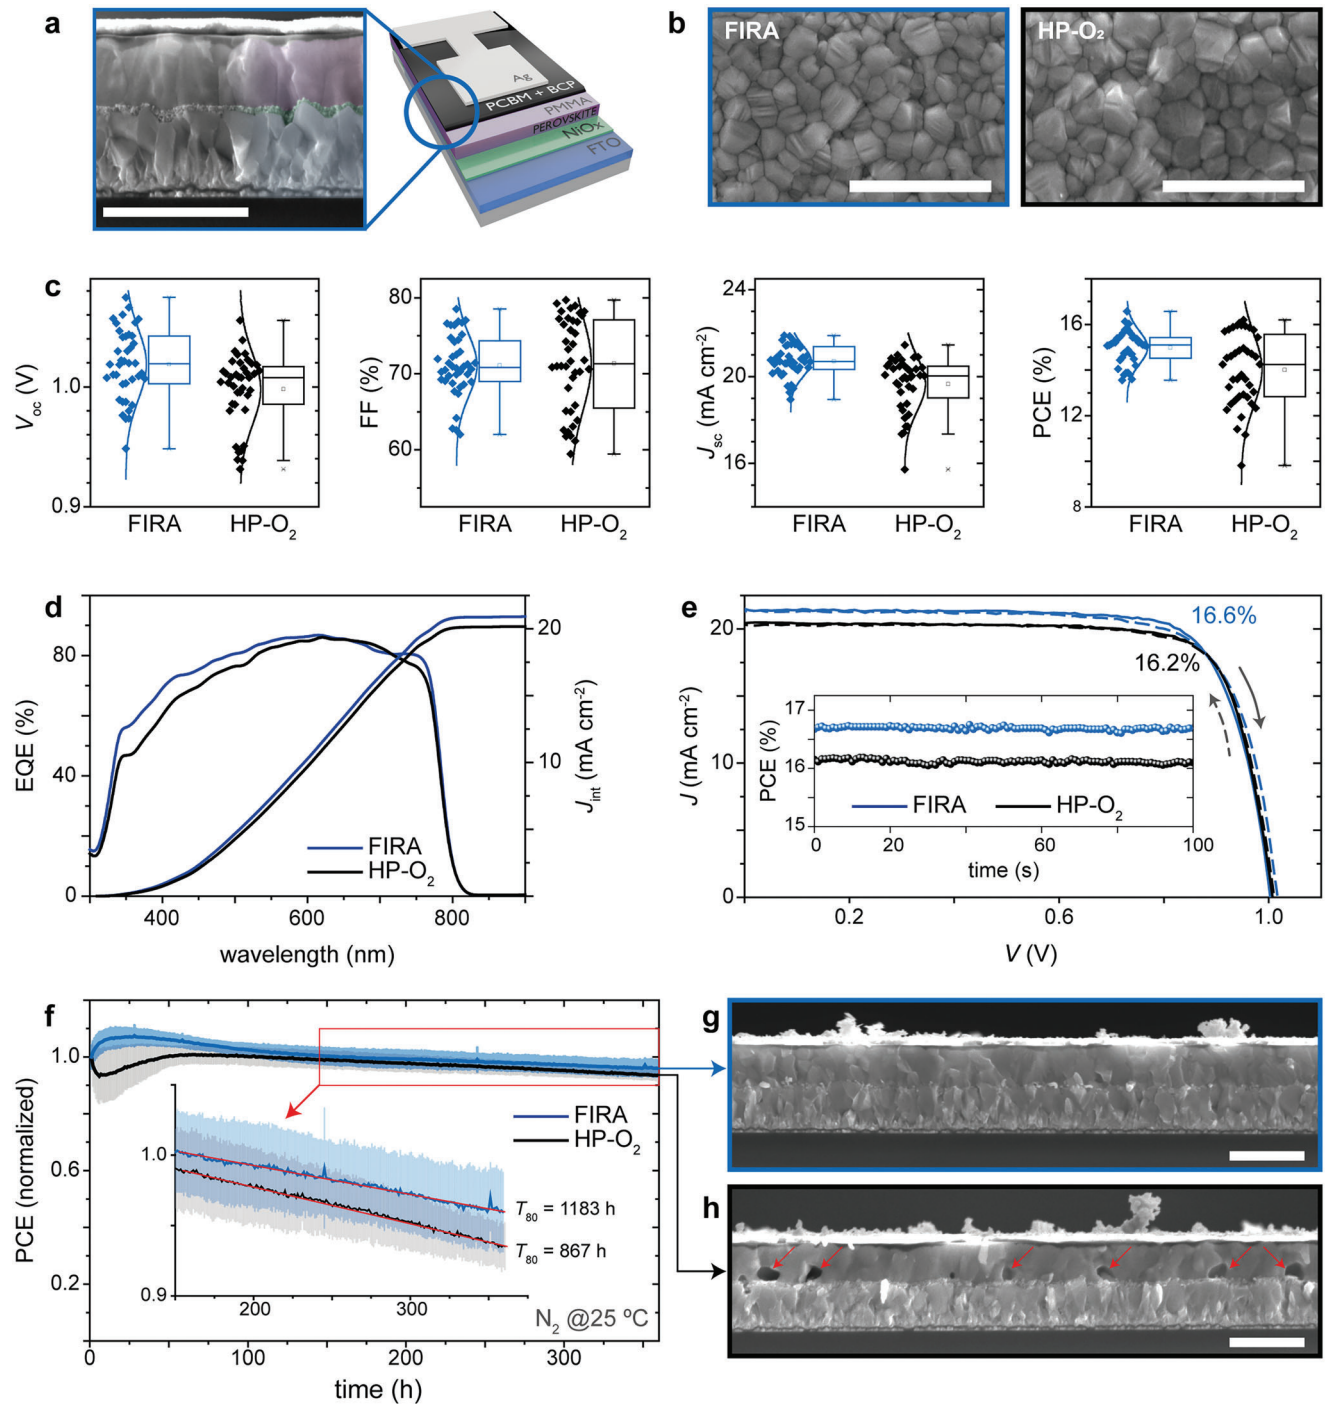 a
Ag
PCBM + BCP
PMMA
PEROVSKITE
NiOx
FTO
b
FIRA
HP-O₂
c
V_oc (V)
1.0
0.9
FIRA HP-O₂
FF (%)
80
70
60
FIRA HP-O₂
J_sc (mA cm⁻²)
24
20
16
FIRA HP-O₂
PCE (%)
16
12
8
FIRA HP-O₂
d
EQE (%)
80
40
0
20
10
0
J_int (mA cm⁻²)
FIRA
HP-O₂
400 600 800
wavelength (nm)
e
J (mA cm⁻²)
20
10
0
16.6%
16.2%
PCE (%)
17
16
15
FIRA HP-O₂
0 20 60 100
time (s)
0.2 0.6 1.0
V (V)
f
PCE (normalized)
1.0
0.6
0.2
FIRA
HP-O₂
1.0
0.9
T₈₀ = 1183 h
T₈₀ = 867 h
200 300
N₂ @25 ºC
0 100 200 300
time (h)
g
h